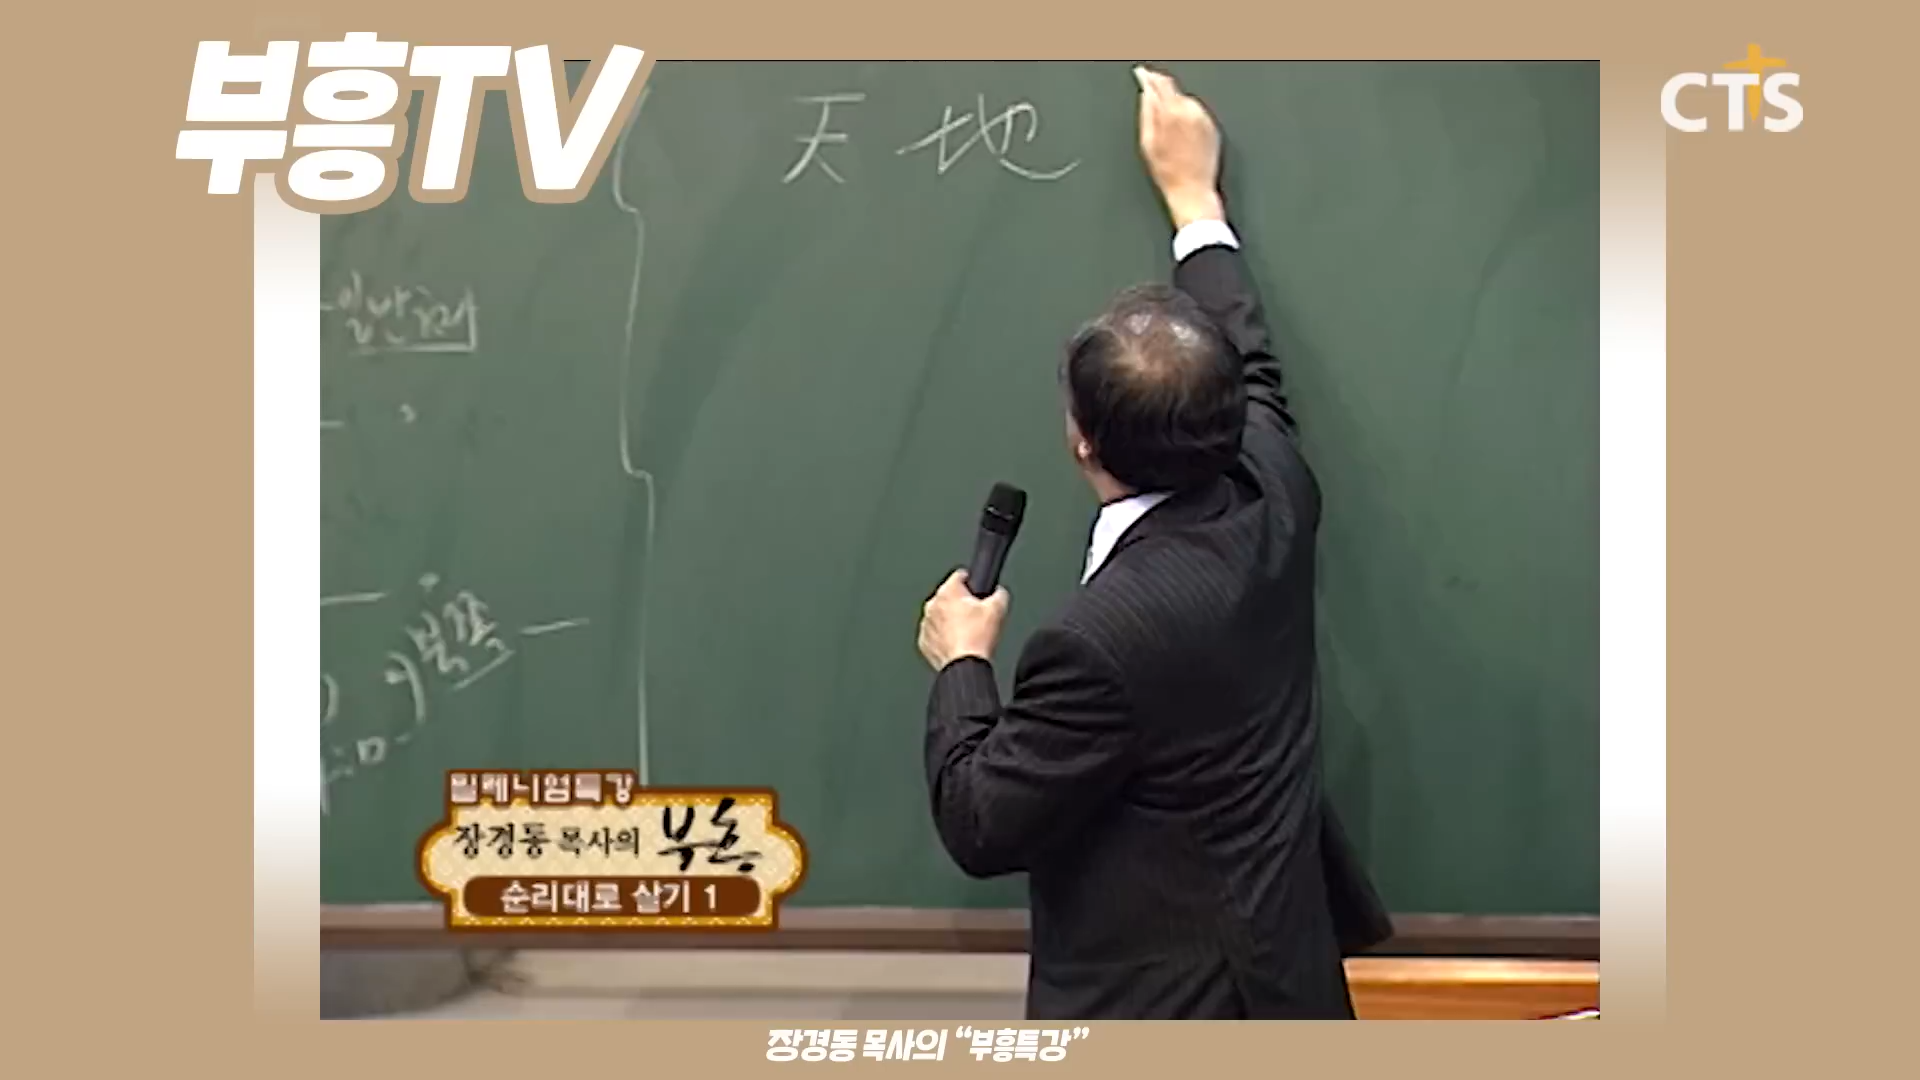 부흥TV
CTS
天地
북쪽
밀레니엄특강
장경동 목사의 부흥
순리대로 살기 1
장경동 목사의 “부흥특강”